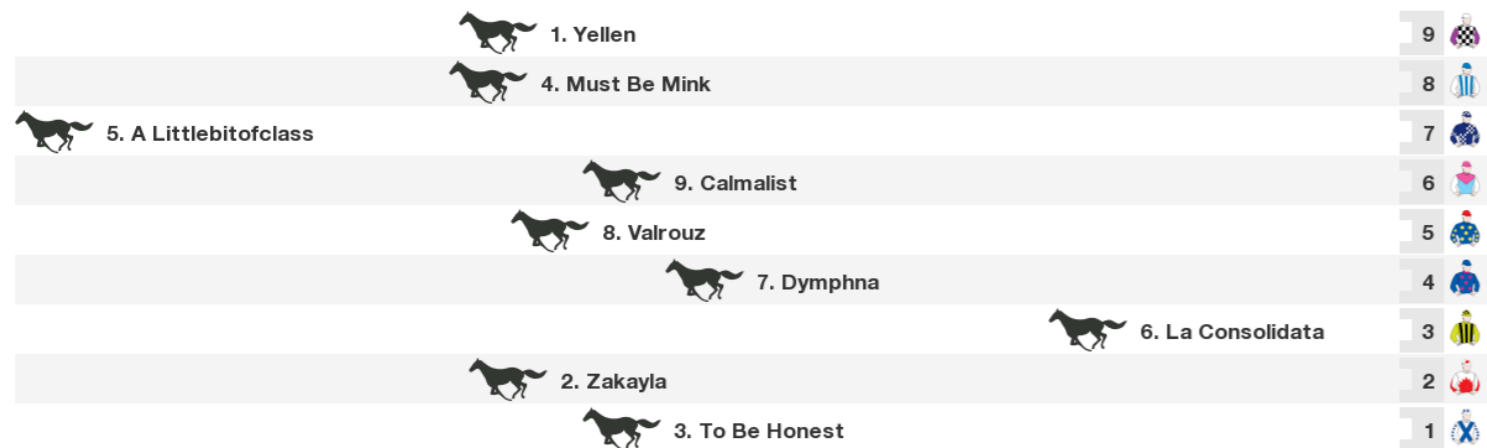 1. Yellen 9
4. Must Be Mink 8
5. A Littlebitofclass 7
9. Calmalist 6
8. Valrouz 5
7. Dymphna 4
6. La Consolidata 3
2. Zakayla 2
3. To Be Honest 1